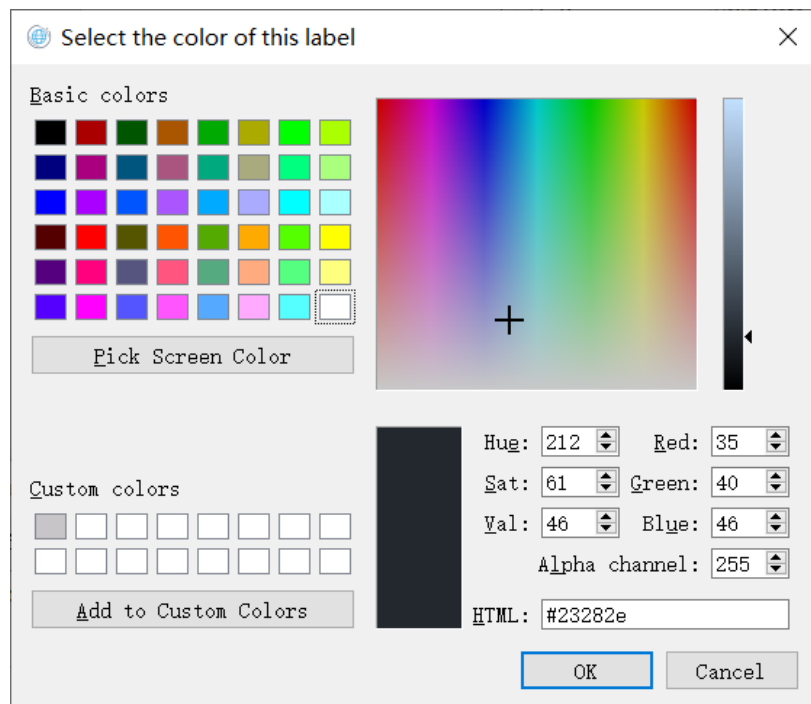 Select the color of this label
Basic colors
Pick Screen Color
Custom colors
Add to Custom Colors
Hue: 212 Red: 35
Sat: 61 Green: 40
Val: 46 Blue: 46
Alpha channel: 255
HTML: #23282e
OK Cancel